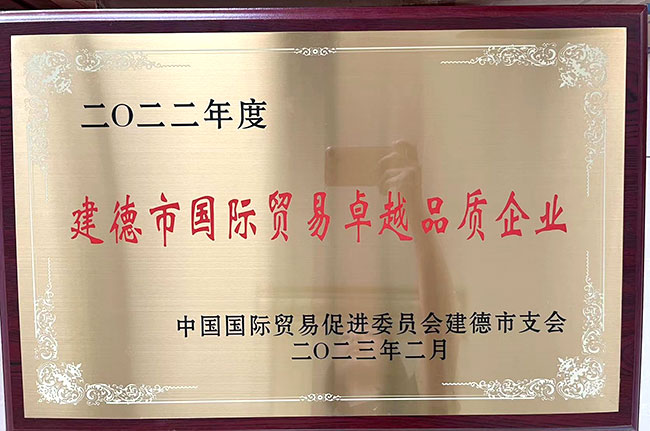 二〇二二年度
建德市国际贸易卓越品质企业
中国国际贸易促进委员会建德市支会
二〇二三年二月